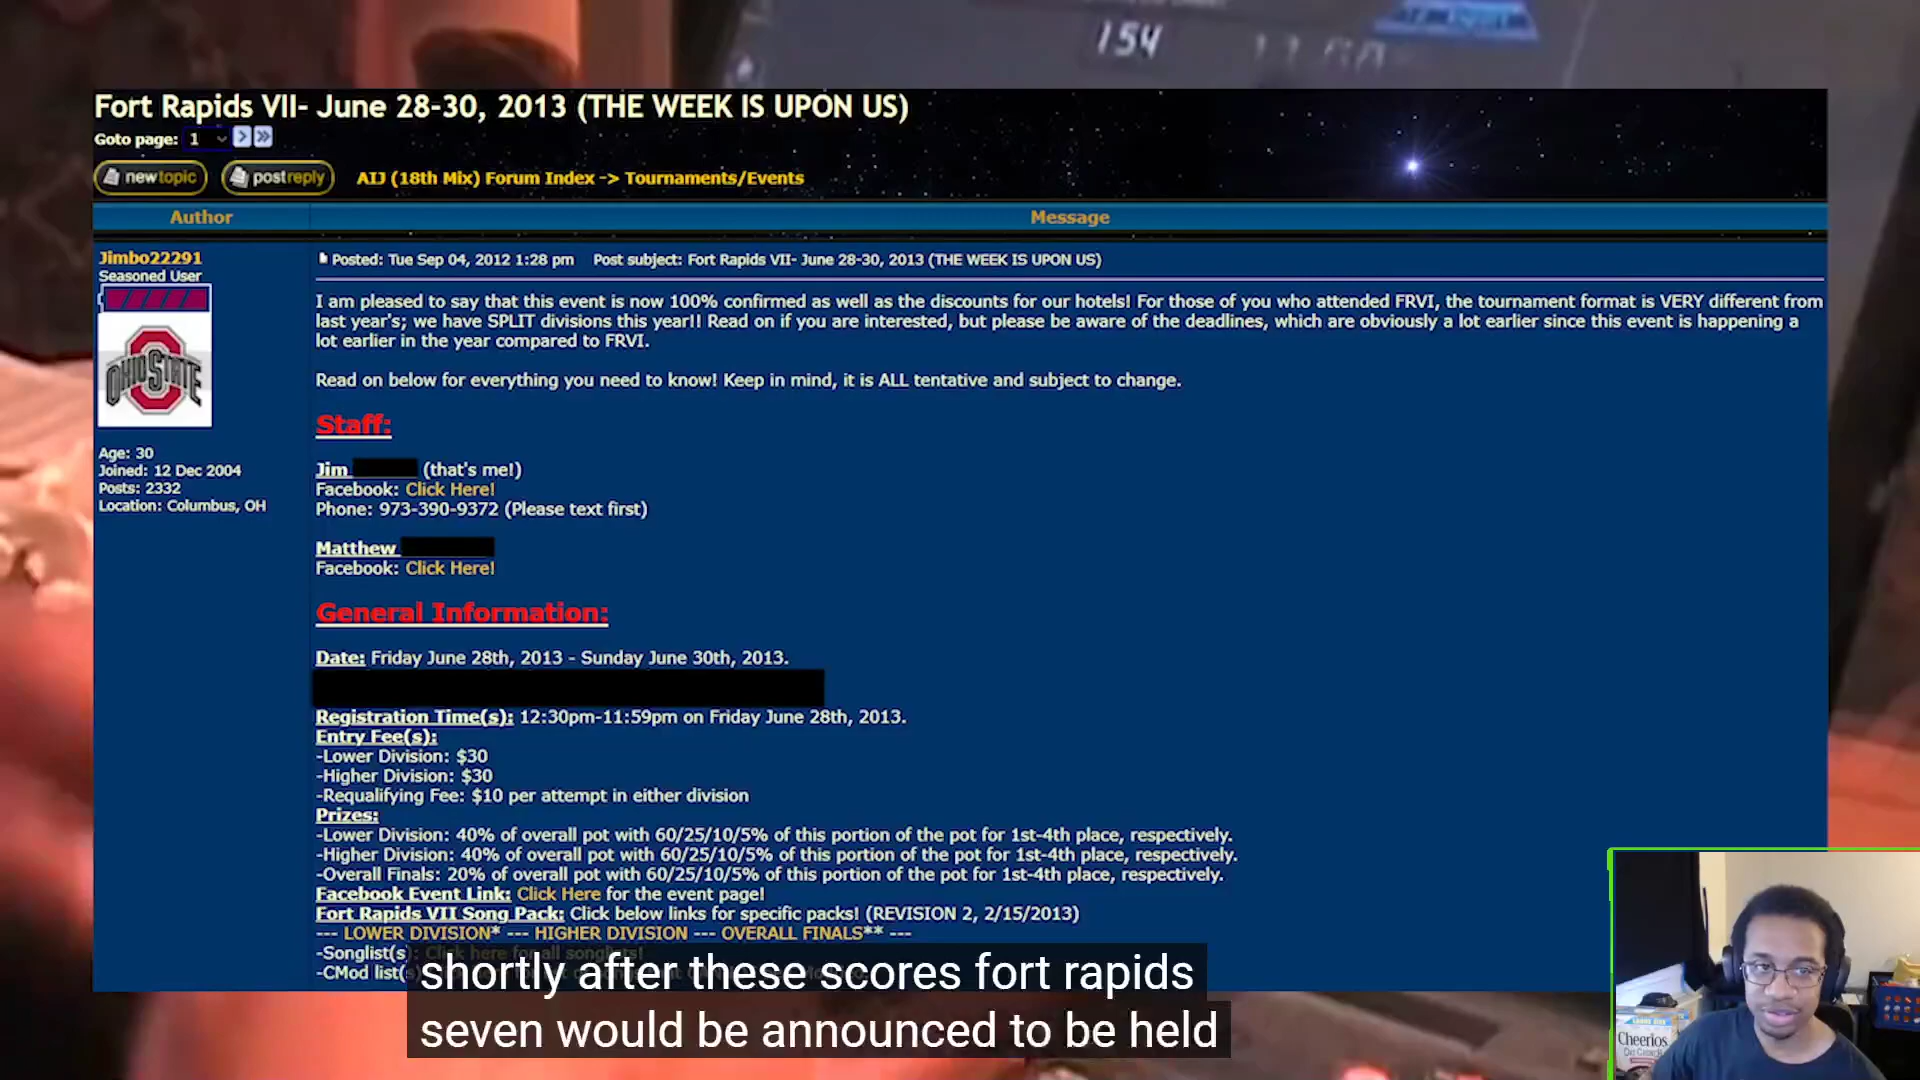 154
Fort Rapids VII- June 28-30, 2013 (THE WEEK IS UPON US)
Goto page: 1
newtopic postreply AIJ (18th Mix) Forum Index -> Tournaments/Events
Author Message
Jimbo22291
Seasoned User
OHIO STATE
Age: 30
Joined: 12 Dec 2004
Posts: 2332
Location: Columbus, OH
Posted: Tue Sep 04, 2012 1:28 pm Post subject: Fort Rapids VII- June 28-30, 2013 (THE WEEK IS UPON US)
I am pleased to say that this event is now 100% confirmed as well as the discounts for our hotels! For those of you who attended FRVI, the tournament format is VERY different from
last year's; we have SPLIT divisions this year!! Read on if you are interested, but please be aware of the deadlines, which are obviously a lot earlier since this event is happening a
lot earlier in the year compared to FRVI.
Read on below for everything you need to know! Keep in mind, it is ALL tentative and subject to change.
Staff:
Jim (that's me!)
Facebook: Click Here!
Phone: 973-390-9372 (Please text first)
Matthew
Facebook: Click Here!
General Information:
Date: Friday June 28th, 2013 - Sunday June 30th, 2013.
Registration Time(s): 12:30pm-11:59pm on Friday June 28th, 2013.
Entry Fee(s):
-Lower Division: $30
-Higher Division: $30
-Requalifying Fee: $10 per attempt in either division
Prizes:
-Lower Division: 40% of overall pot with 60/25/10/5% of this portion of the pot for 1st-4th place, respectively.
-Higher Division: 40% of overall pot with 60/25/10/5% of this portion of the pot for 1st-4th place, respectively.
-Overall Finals: 20% of overall pot with 60/25/10/5% of this portion of the pot for 1st-4th place, respectively.
Facebook Event Link: Click Here for the event page!
Fort Rapids VII Song Pack: Click below links for specific packs! (REVISION 2, 2/15/2013)
--- LOWER DIVISION* --- HIGHER DIVISION --- OVERALL FINALS** ---
-Songlist(s): Click here for all songlists!
-CMod list(s
shortly after these scores fort rapids
seven would be announced to be held
Cheerios